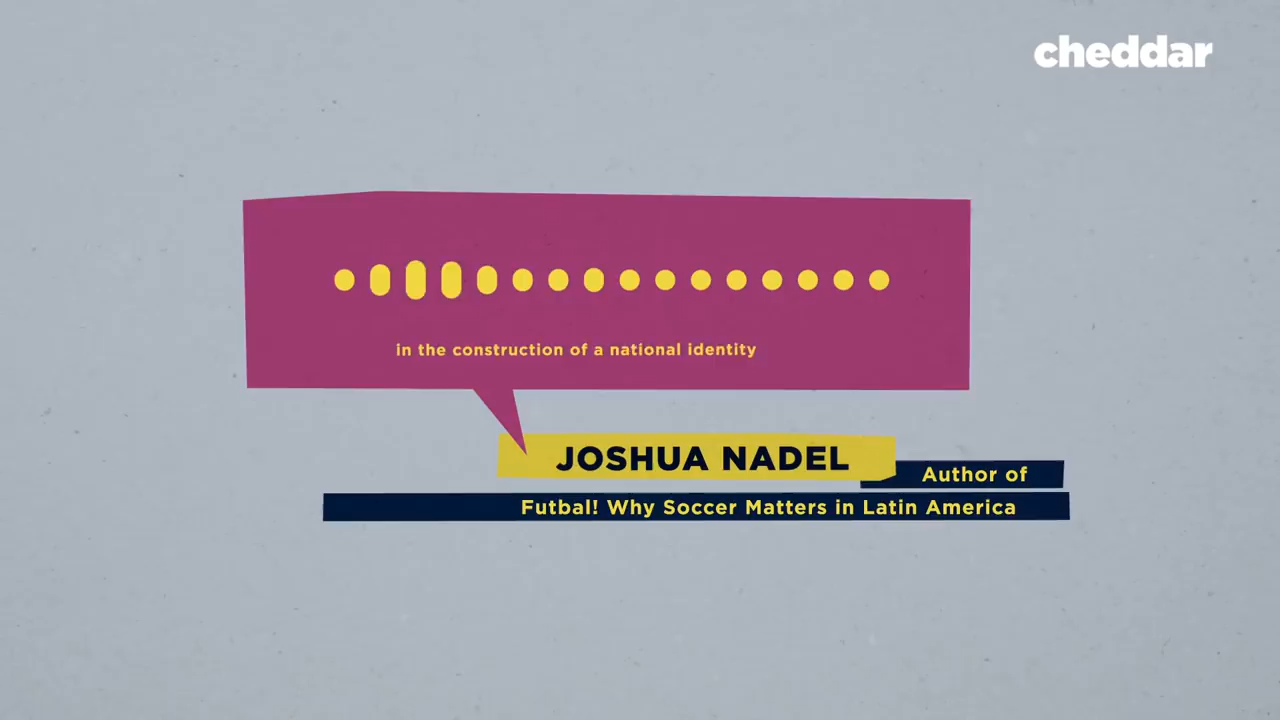 cheddar
in the construction of a national identity
JOSHUA NADEL
Author of
Futbal! Why Soccer Matters in Latin America